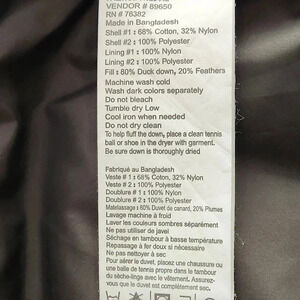 VENDOR # 89650
RN # 78382
Made in Bangladesh
Shell #1 : 68% Cotton, 32% Nylon
Shell #2 : 100% Polyester
Lining #1 : 100% Nylon
Lining #2 : 100% Polyester
Fill : 80% Duck down, 20% Feathers
Machine wash cold
Wash dark colors separately
Do not bleach
Tumble dry Low
Cool iron when needed
Do not dry clean
To help fluff the down, place a clean tennis
ball or shoe in the dryer with garment.
Be sure down is thoroughly dried
Fabriqué au Bangladesh
Veste # 1 : 68% Coton, 32% Nylon
Veste # 2 : 100% Polyester
Doublure # 1 : 100% Nylon
Doublure # 2 : 100% Polyester
Matelassage : 80% Duvet de canard, 20% Plumes
Lavage machine à froid
Laver les couleurs sombres séparément
Ne pas utiliser de javel
Séchage en tambour à basse température
Repassage à fer doux si nécessaire
Ne pas nettoyer à sec
Pour aérer le duvet, placez une chaussure ou
une balle de tennis propre dans le tambour
du sèche-linge avec le vêtement. Assurez-
vous que le duvet est complètement sec.